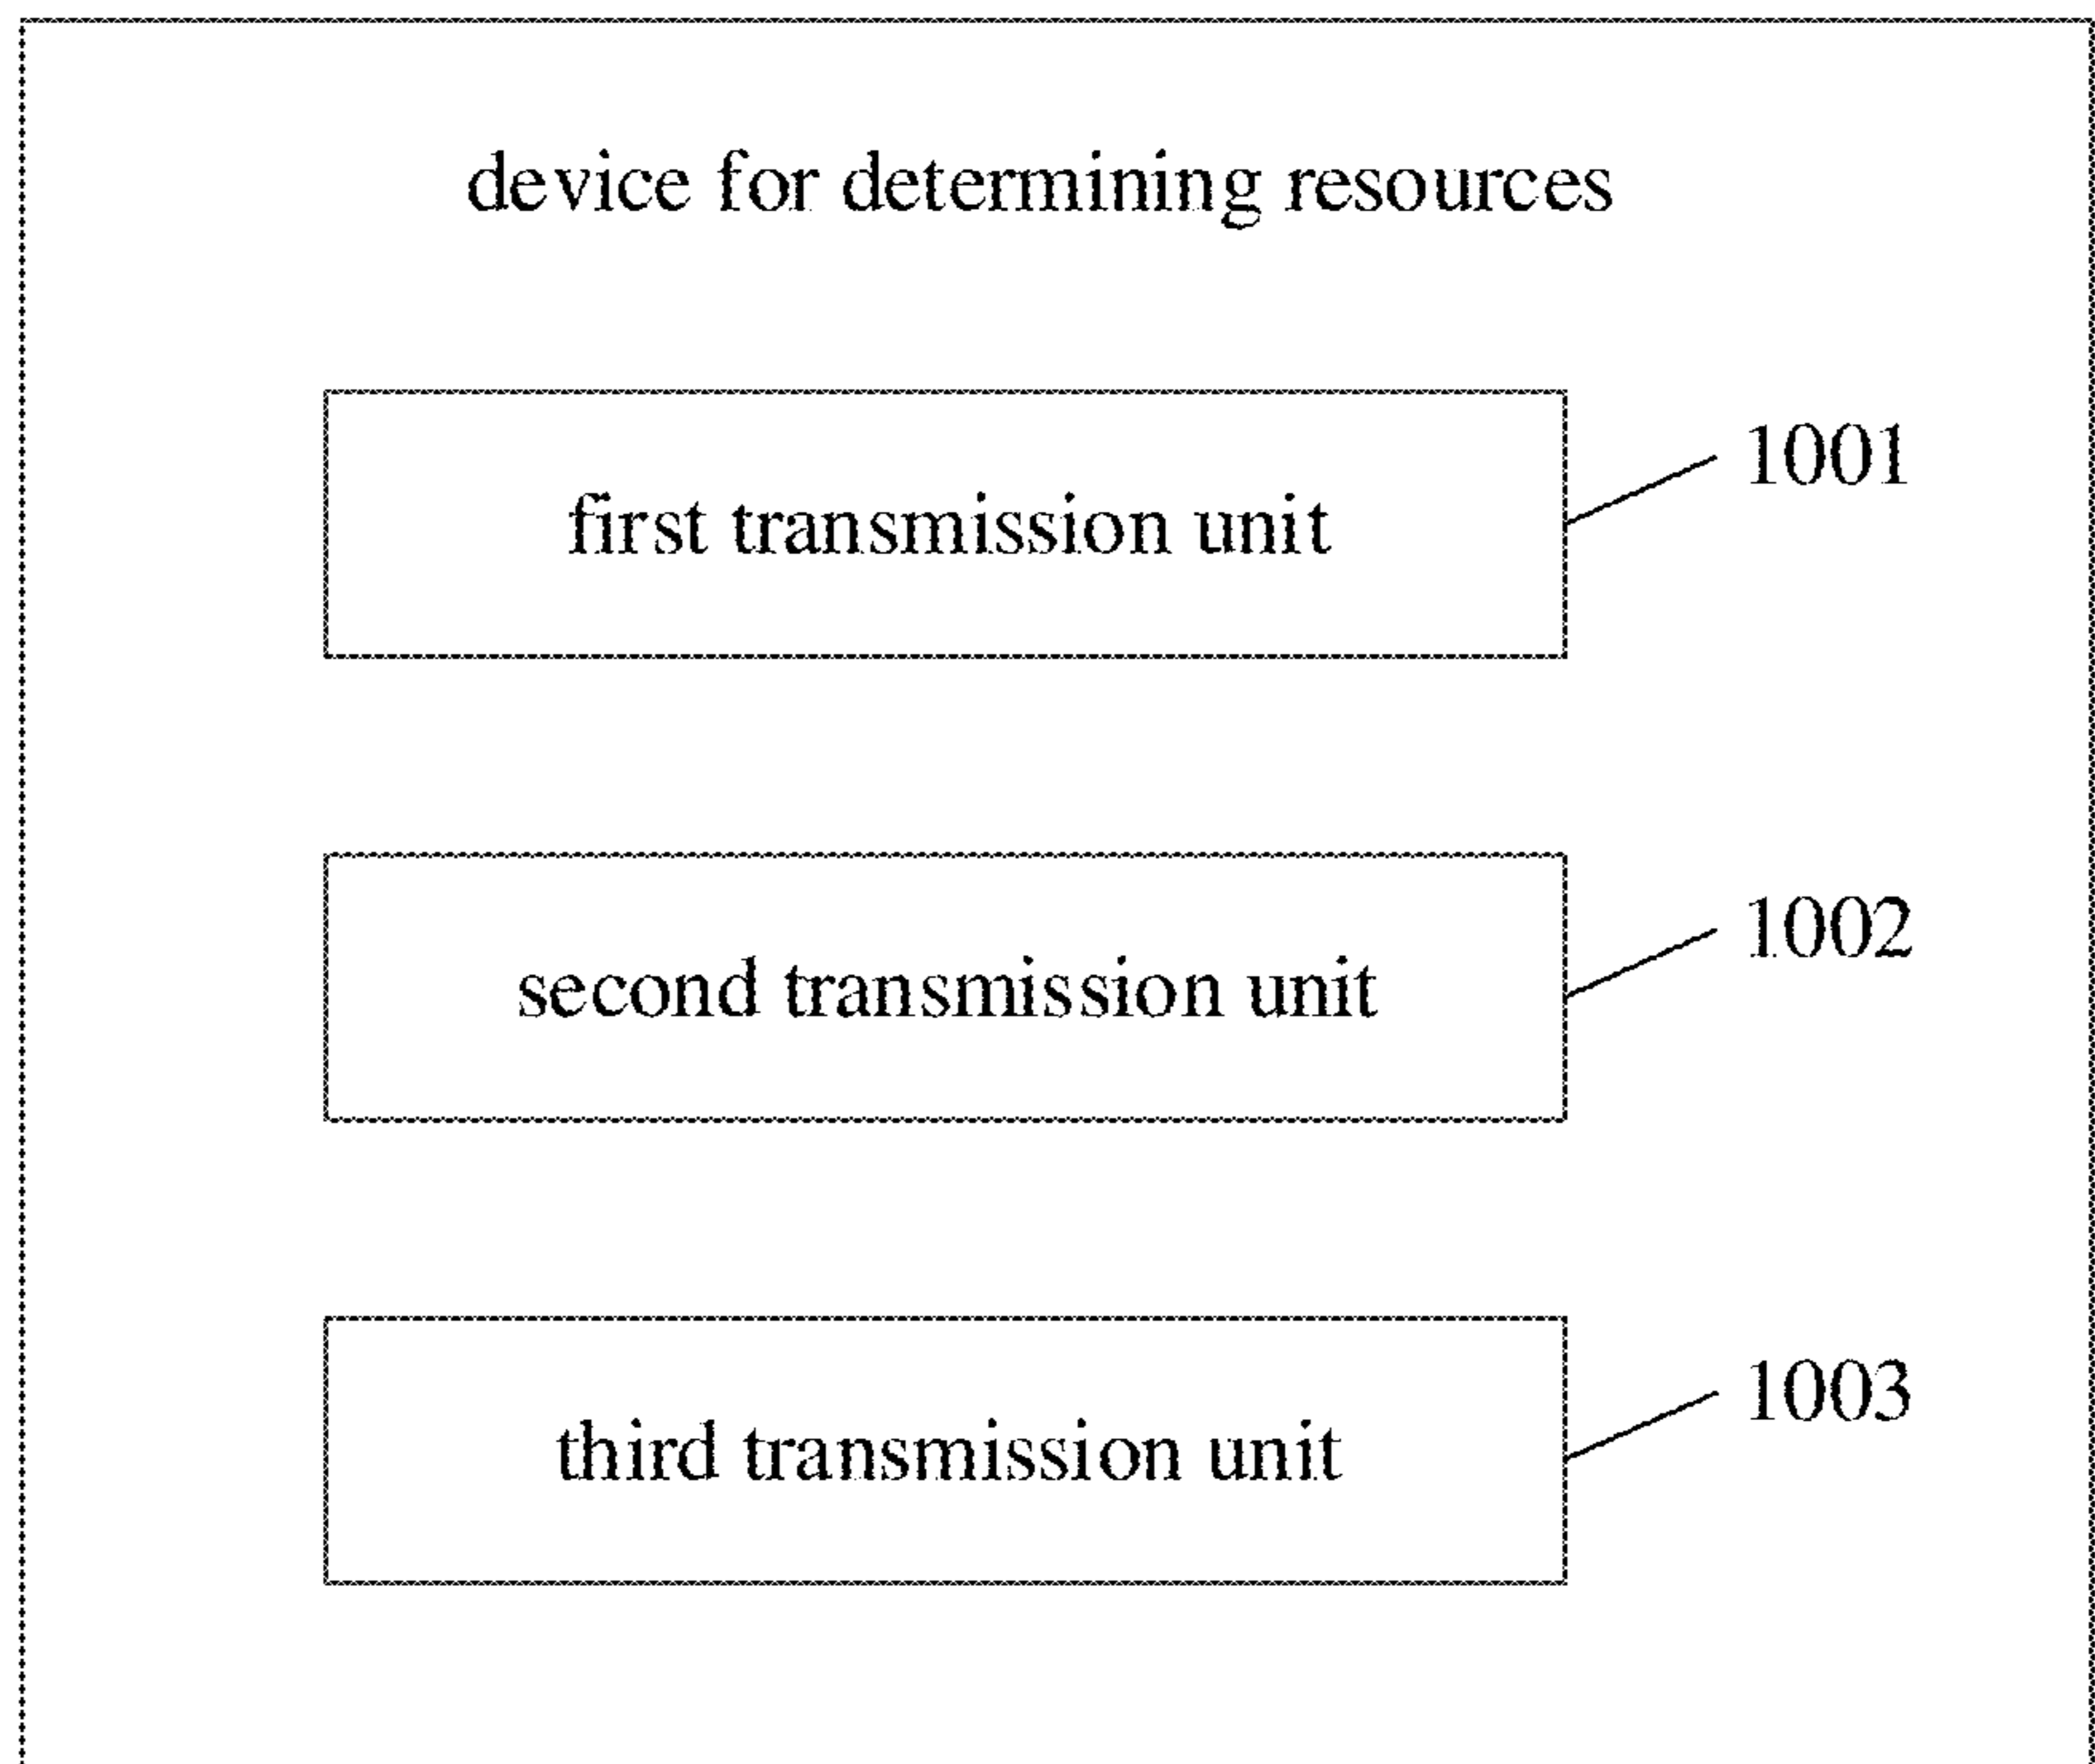 device for determining resources
1001
first transmission unit
1002
second transmission unit
1003
third transmission unit